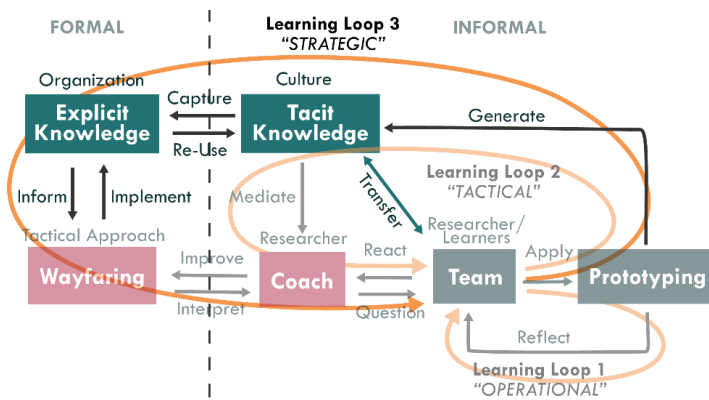 FORMAL
Learning Loop 3
"STRATEGIC"
INFORMAL
Organization
Culture
Explicit
Knowledge
Capture
Re-Use
Tacit
Knowledge
Generate
Inform
Implement
Mediate
Transfer
Learning Loop 2
"TACTICAL"
Tactical Approach
Wayfaring
Improve
Interpret
Researcher
Coach
React
Question
Researcher/
Learners
Team
Apply
Prototyping
Reflect
Learning Loop 1
"OPERATIONAL"